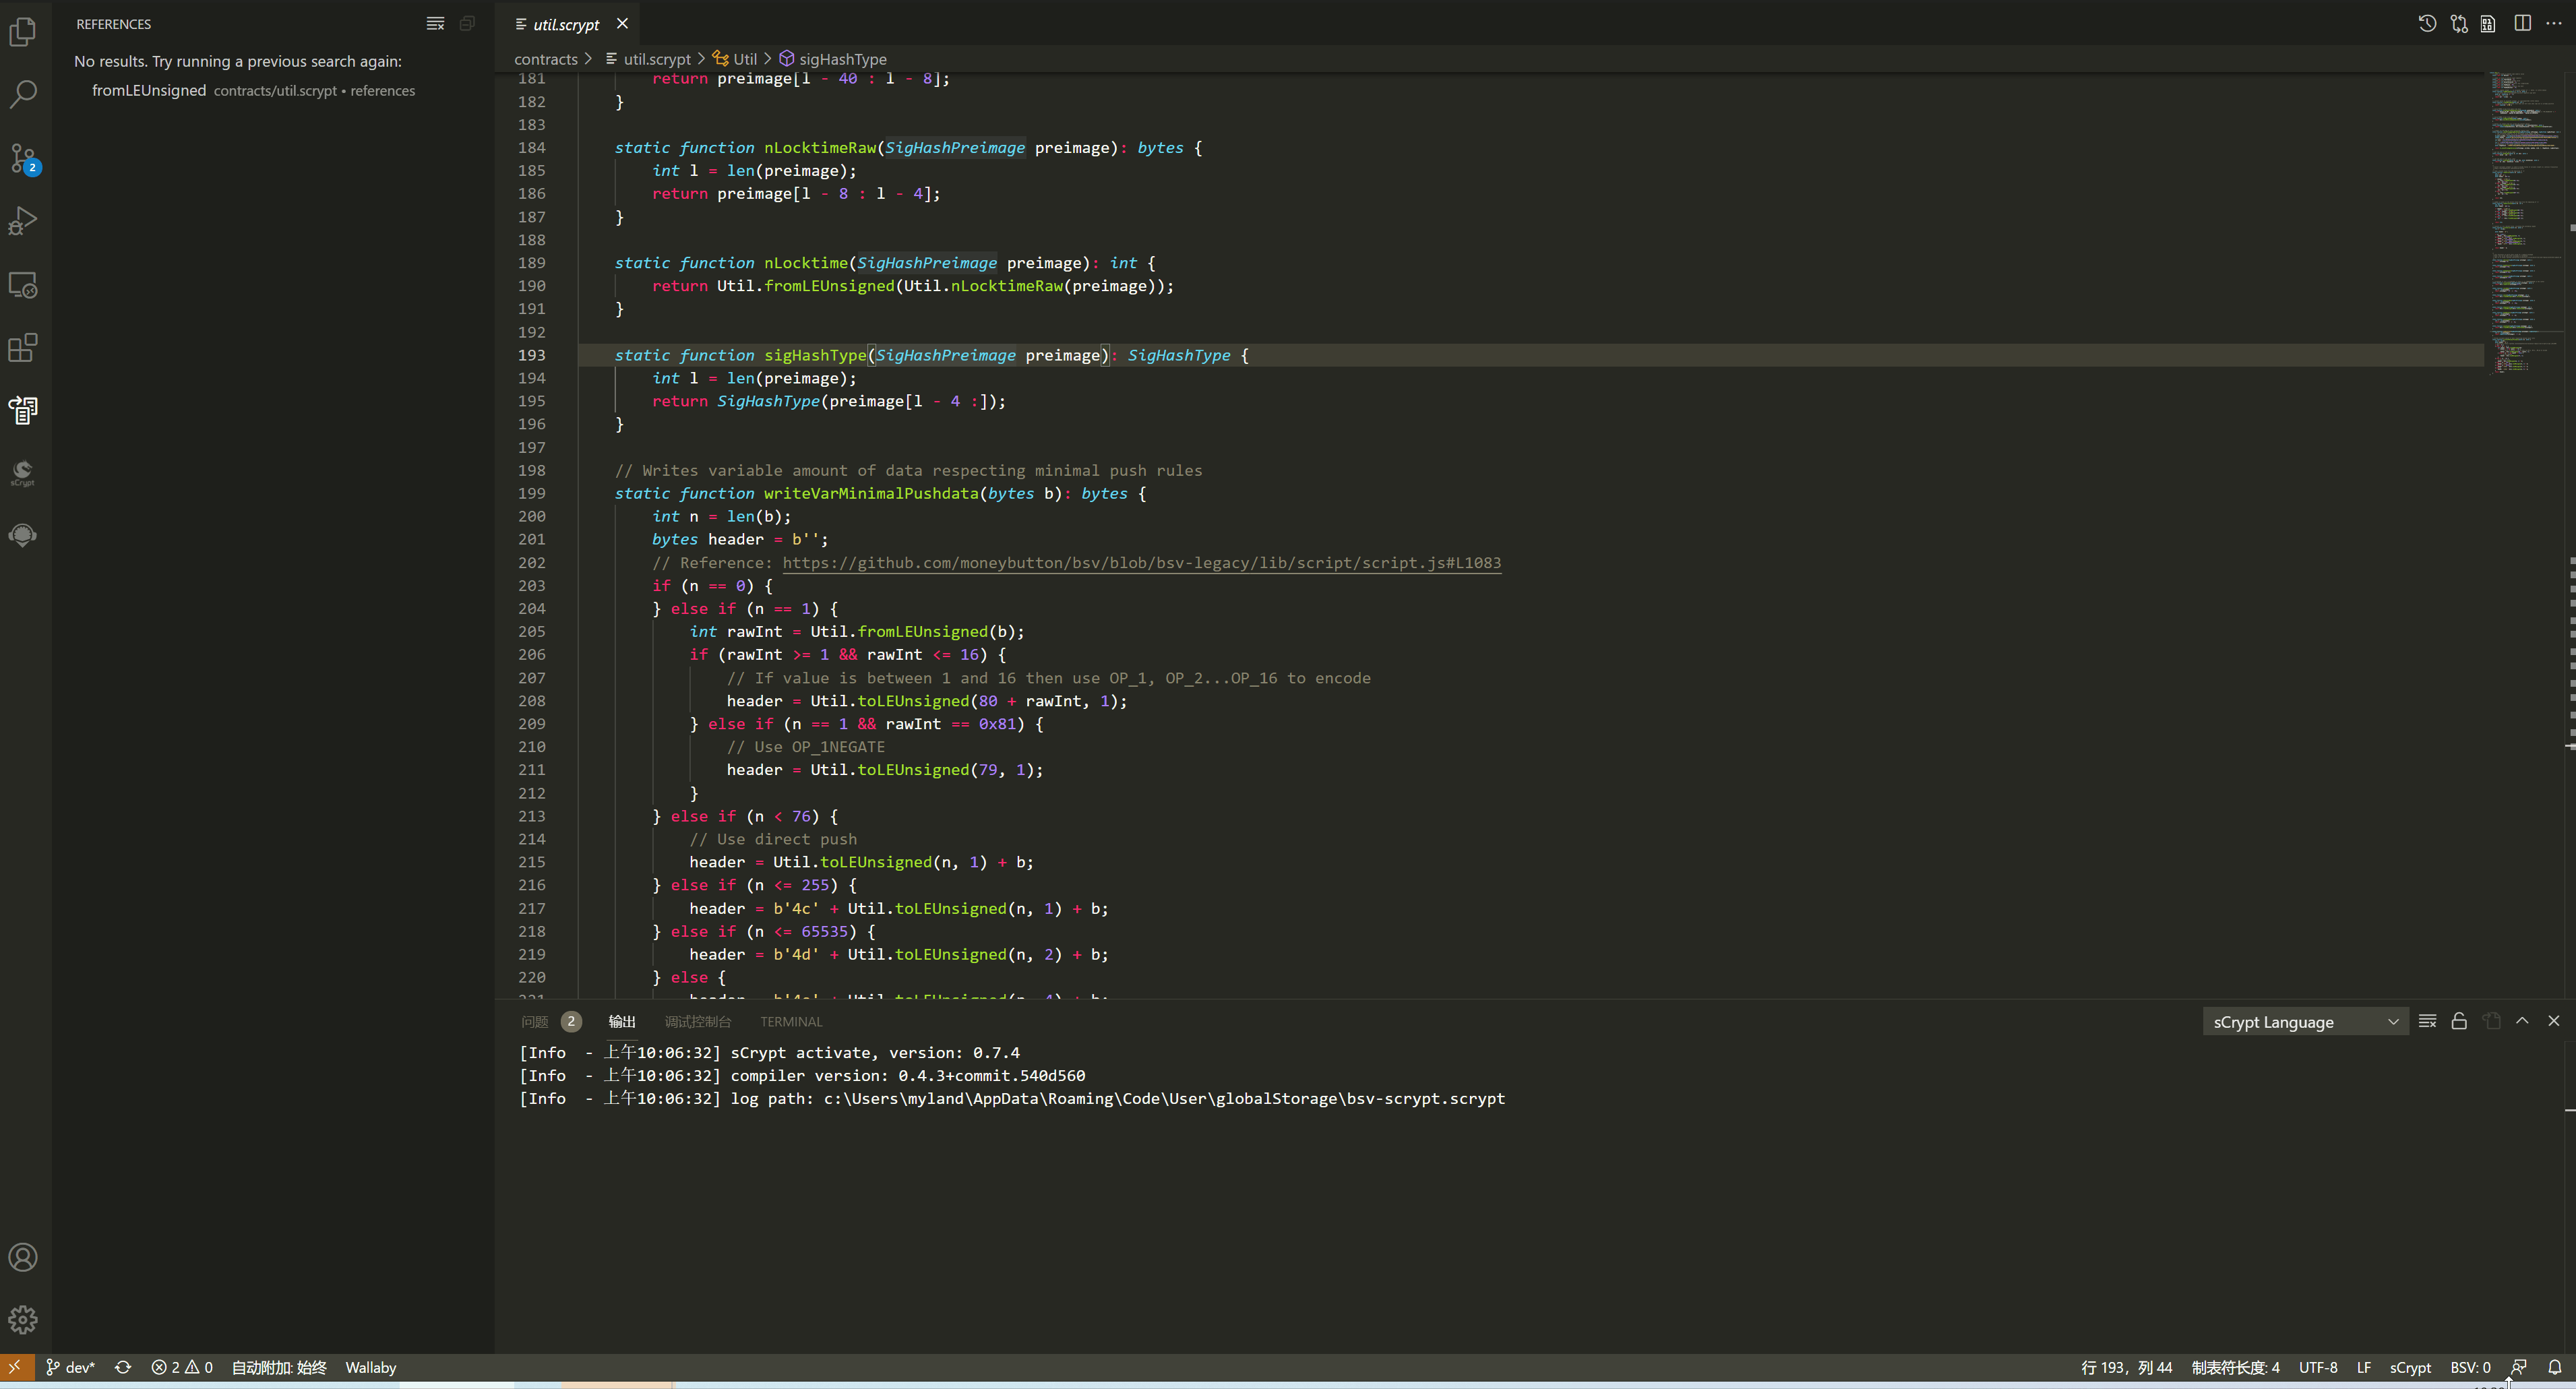 REFERENCES
No results. Try running a previous search again:
fromLEUnsigned contracts/util.scrypt • references
2
sCrypt
util.scrypt
contracts > util.scrypt > Util > sigHashType
181 return preimage[l - 40 : l - 8];
182 }
183
184 static function nLocktimeRaw(SigHashPreimage preimage): bytes {
185 int l = len(preimage);
186 return preimage[l - 8 : l - 4];
187 }
188
189 static function nLocktime(SigHashPreimage preimage): int {
190 return Util.fromLEUnsigned(Util.nLocktimeRaw(preimage));
191 }
192
193 static function sigHashType(SigHashPreimage preimage): SigHashType {
194 int l = len(preimage);
195 return SigHashType(preimage[l - 4 :]);
196 }
197
198 // Writes variable amount of data respecting minimal push rules
199 static function writeVarMinimalPushdata(bytes b): bytes {
200 int n = len(b);
201 bytes header = b'';
202 // Reference: https://github.com/moneybutton/bsv/blob/bsv-legacy/lib/script/script.js#L1083
203 if (n == 0) {
204 } else if (n == 1) {
205 int rawInt = Util.fromLEUnsigned(b);
206 if (rawInt >= 1 && rawInt <= 16) {
207 // If value is between 1 and 16 then use OP_1, OP_2...OP_16 to encode
208 header = Util.toLEUnsigned(80 + rawInt, 1);
209 } else if (n == 1 && rawInt == 0x81) {
210 // Use OP_1NEGATE
211 header = Util.toLEUnsigned(79, 1);
212 }
213 } else if (n < 76) {
214 // Use direct push
215 header = Util.toLEUnsigned(n, 1) + b;
216 } else if (n <= 255) {
217 header = b'4c' + Util.toLEUnsigned(n, 1) + b;
218 } else if (n <= 65535) {
219 header = b'4d' + Util.toLEUnsigned(n, 2) + b;
220 } else {
问题 2 输出 调试控制台 TERMINAL sCrypt Language
[Info - 上午10:06:32] sCrypt activate, version: 0.7.4
[Info - 上午10:06:32] compiler version: 0.4.3+commit.540d560
[Info - 上午10:06:32] log path: c:\Users\myland\AppData\Roaming\Code\User\globalStorage\bsv-scrypt.scrypt
dev* 2 0 自动附加: 始终 Wallaby 行 193，列 44 制表符长度: 4 UTF-8 LF sCrypt BSV: 0